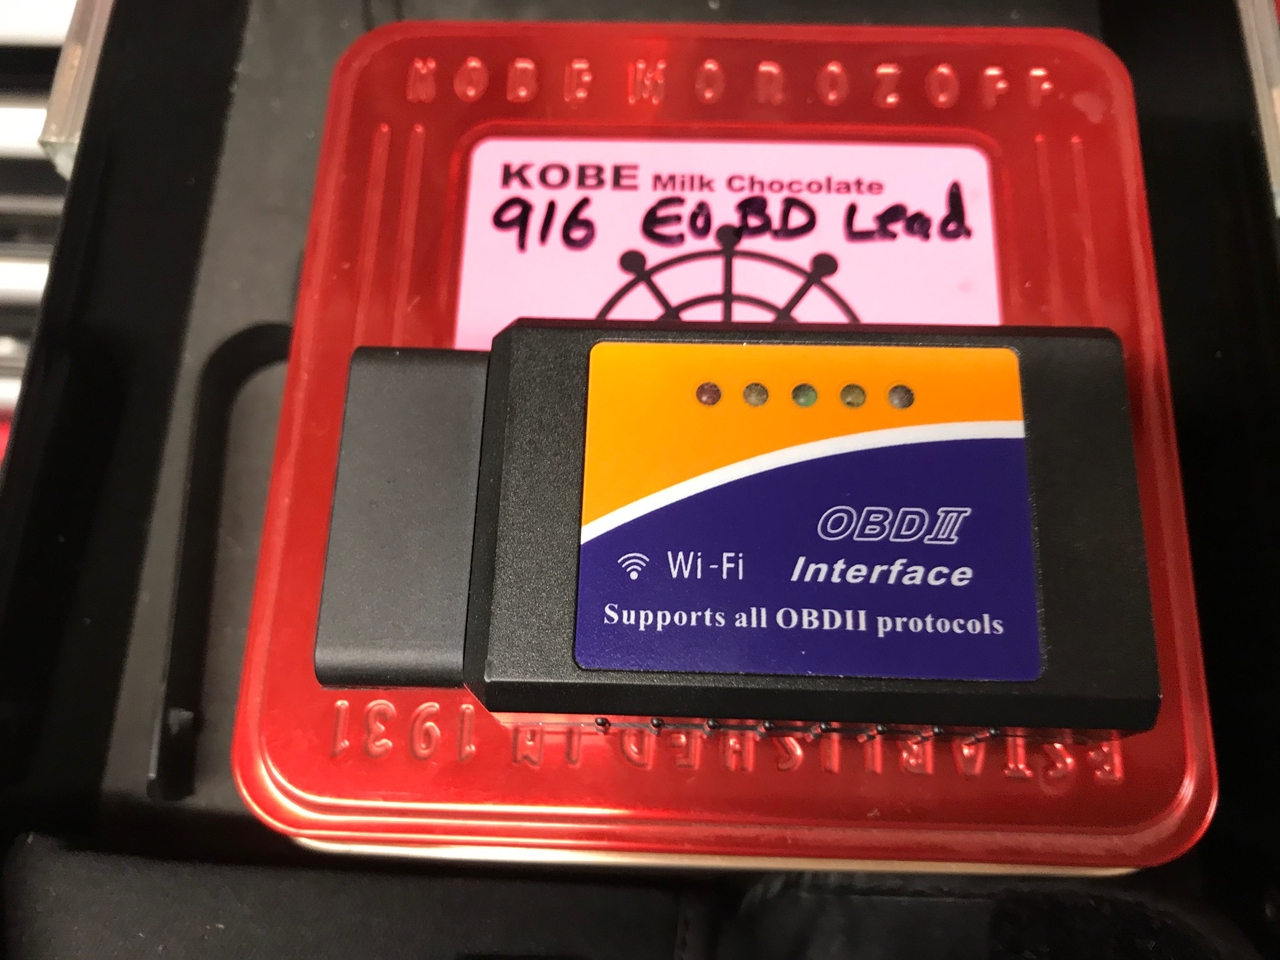 KOBE MOROZOFF
KOBE Milk Chocolate
916 EOBD Lead
OBDII
Wi-Fi Interface
Supports all OBDII protocols
ESTABLISHED IN 1931